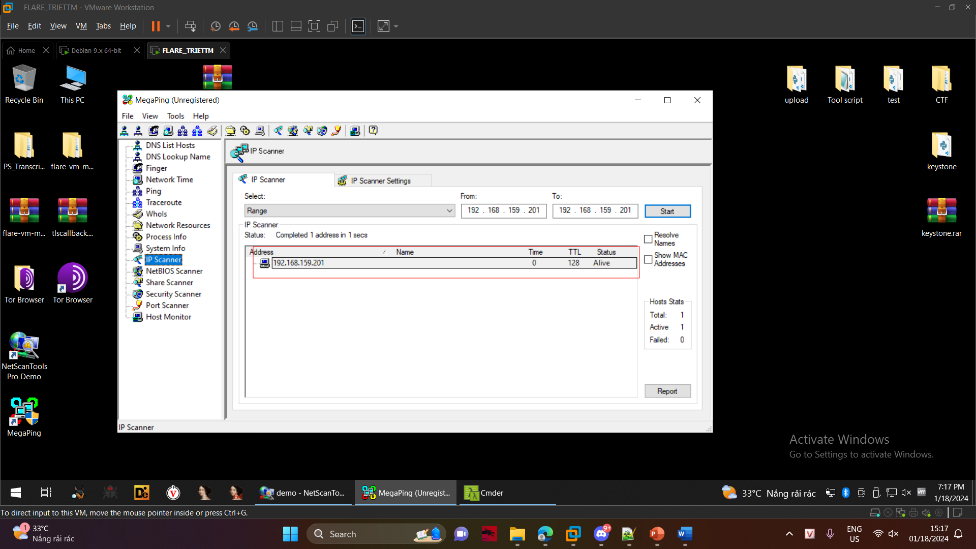 FLARE_TRIETTM - VMware Workstation
File Edit View VM Tabs Help
Home Debian 9.x 64-bit FLARE_TRIETTM
Recycle Bin
This PC
upload
Tool script
test
CTF
PS_Transcri...
flare-vm-m...
keystone
flare-vm-m...
tlscallback....
keystone.rar
Tor Browser
Tor Browser
NetScanTools
Pro Demo
MegaPing
MegaPing (Unregistered)
File View Tools Help
DNS List Hosts
DNS Lookup Name
Finger
Network Time
Ping
Traceroute
WhoIs
Network Resources
Process Info
System Info
IP Scanner
NetBIOS Scanner
Share Scanner
Security Scanner
Port Scanner
Host Monitor
IP Scanner
IP Scanner IP Scanner Settings
Select: From: To:
Range 192 . 168 . 159 . 201 192 . 168 . 159 . 201 Start
IP Scanner
Status: Completed 1 address in 1 secs
Address Name Time TTL Status
192.168.159.201 0 128 Alive
Resolve
Names
Show MAC
Addresses
Hosts Stats
Total: 1
Active 1
Failed: 0
Report
IP Scanner
Activate Windows
Go to Settings to activate Windows.
demo - NetScanTo... MegaPing (Unregist... Cmder
33°C Nắng rải rác
7:17 PM
1/18/2024
To direct input to this VM, move the mouse pointer inside or press Ctrl+G.
33°C
Nắng rải rác
Search
ENG
US
15:17
01/18/2024